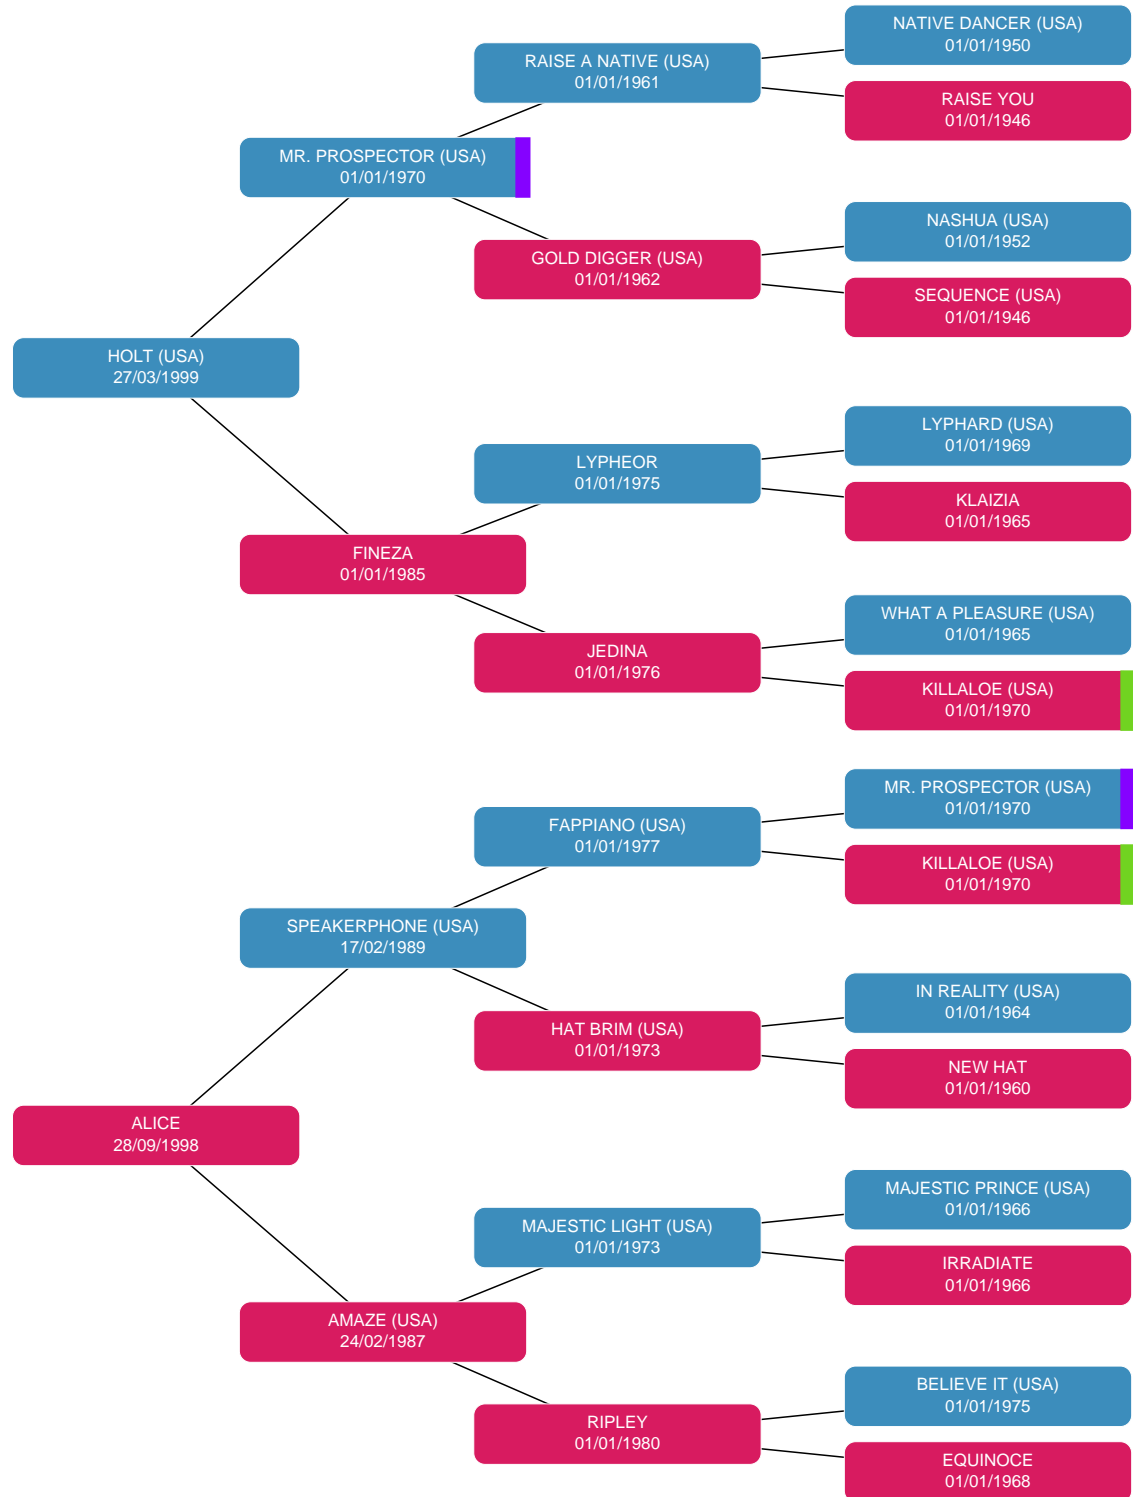 NATIVE DANCER (USA)
01/01/1950
RAISE A NATIVE (USA)
01/01/1961
RAISE YOU
01/01/1946
MR. PROSPECTOR (USA)
01/01/1970
NASHUA (USA)
01/01/1952
GOLD DIGGER (USA)
01/01/1962
SEQUENCE (USA)
01/01/1946
HOLT (USA)
27/03/1999
LYPHARD (USA)
01/01/1969
LYPHEOR
01/01/1975
KLAIZIA
01/01/1965
FINEZA
01/01/1985
WHAT A PLEASURE (USA)
01/01/1965
JEDINA
01/01/1976
KILLALOE (USA)
01/01/1970
MR. PROSPECTOR (USA)
01/01/1970
FAPPIANO (USA)
01/01/1977
KILLALOE (USA)
01/01/1970
SPEAKERPHONE (USA)
17/02/1989
IN REALITY (USA)
01/01/1964
HAT BRIM (USA)
01/01/1973
NEW HAT
01/01/1960
ALICE
28/09/1998
MAJESTIC PRINCE (USA)
01/01/1966
MAJESTIC LIGHT (USA)
01/01/1973
IRRADIATE
01/01/1966
AMAZE (USA)
24/02/1987
BELIEVE IT (USA)
01/01/1975
RIPLEY
01/01/1980
EQUINOCE
01/01/1968